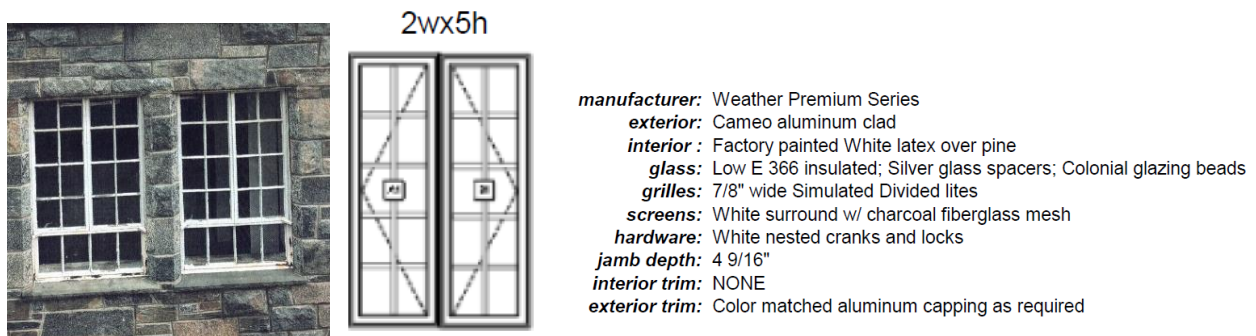 2wx5h
manufacturer: Weather Premium Series
exterior: Cameo aluminum clad
interior : Factory painted White latex over pine
glass: Low E 366 insulated; Silver glass spacers; Colonial glazing beads
grilles: 7/8" wide Simulated Divided lites
screens: White surround w/ charcoal fiberglass mesh
hardware: White nested cranks and locks
jamb depth: 4 9/16"
interior trim: NONE
exterior trim: Color matched aluminum capping as required